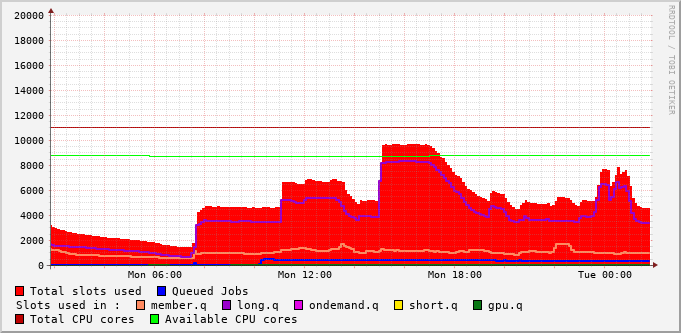 20000
18000
16000
14000
12000
10000
8000
6000
4000
2000
0
Mon 06:00 Mon 12:00 Mon 18:00 Tue 00:00
RRDTOOL / TOBI OETIKER
Total slots used Queued Jobs
Slots used in : member.q long.q ondemand.q short.q gpu.q
Total CPU cores Available CPU cores